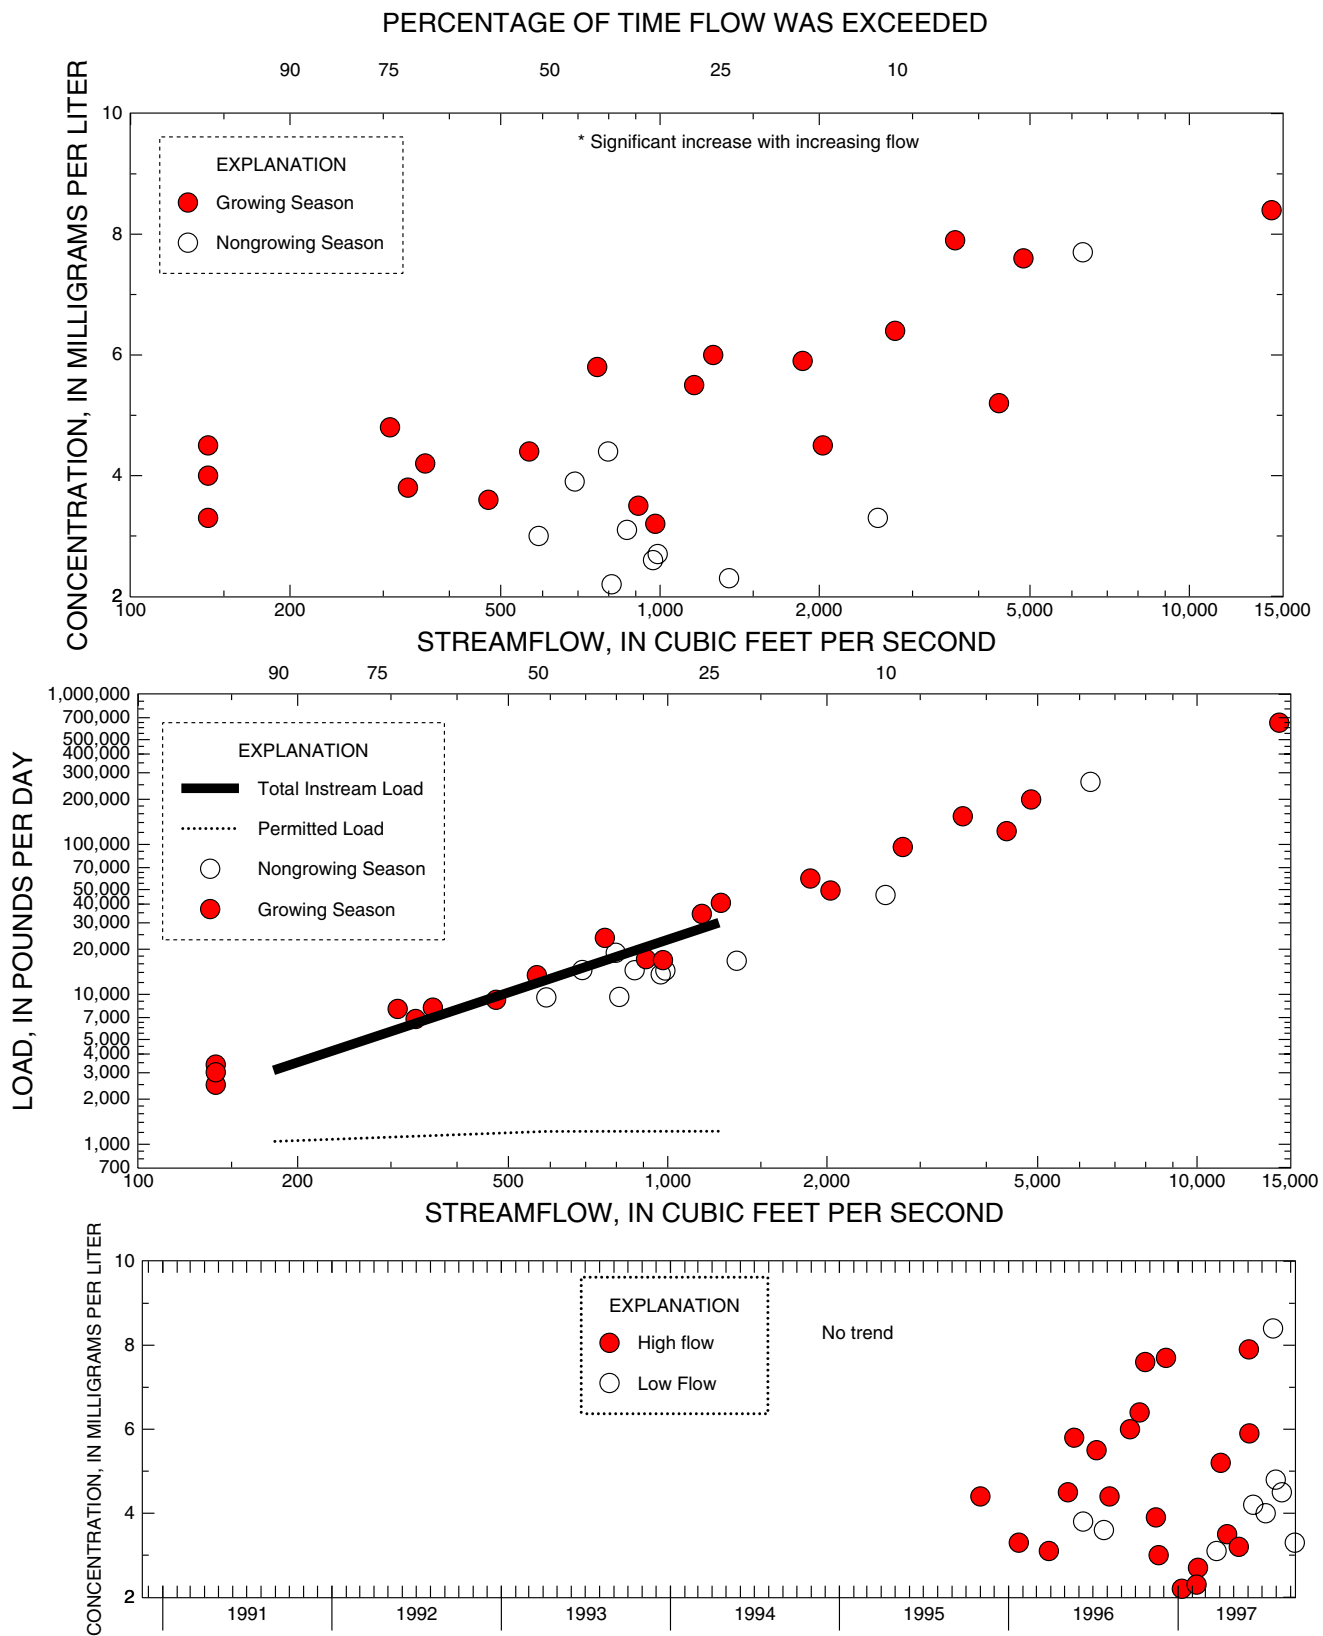 PERCENTAGE OF TIME FLOW WAS EXCEEDED
90 75 50 25 10
CONCENTRATION, IN MILLIGRAMS PER LITER
10
8
6
4
2
* Significant increase with increasing flow
EXPLANATION
Growing Season
Nongrowing Season
100 200 500 1,000 2,000 5,000 10,000 15,000
STREAMFLOW, IN CUBIC FEET PER SECOND
90 75 50 25 10
LOAD, IN POUNDS PER DAY
1,000,000
700,000
500,000
400,000
300,000
200,000
100,000
70,000
50,000
40,000
30,000
20,000
10,000
7,000
5,000
4,000
3,000
2,000
1,000
700
EXPLANATION
Total Instream Load
Permitted Load
Nongrowing Season
Growing Season
100 200 500 1,000 2,000 5,000 10,000 15,000
STREAMFLOW, IN CUBIC FEET PER SECOND
CONCENTRATION, IN MILLIGRAMS PER LITER
10
8
6
4
2
EXPLANATION
High flow
Low Flow
No trend
1991 1992 1993 1994 1995 1996 1997